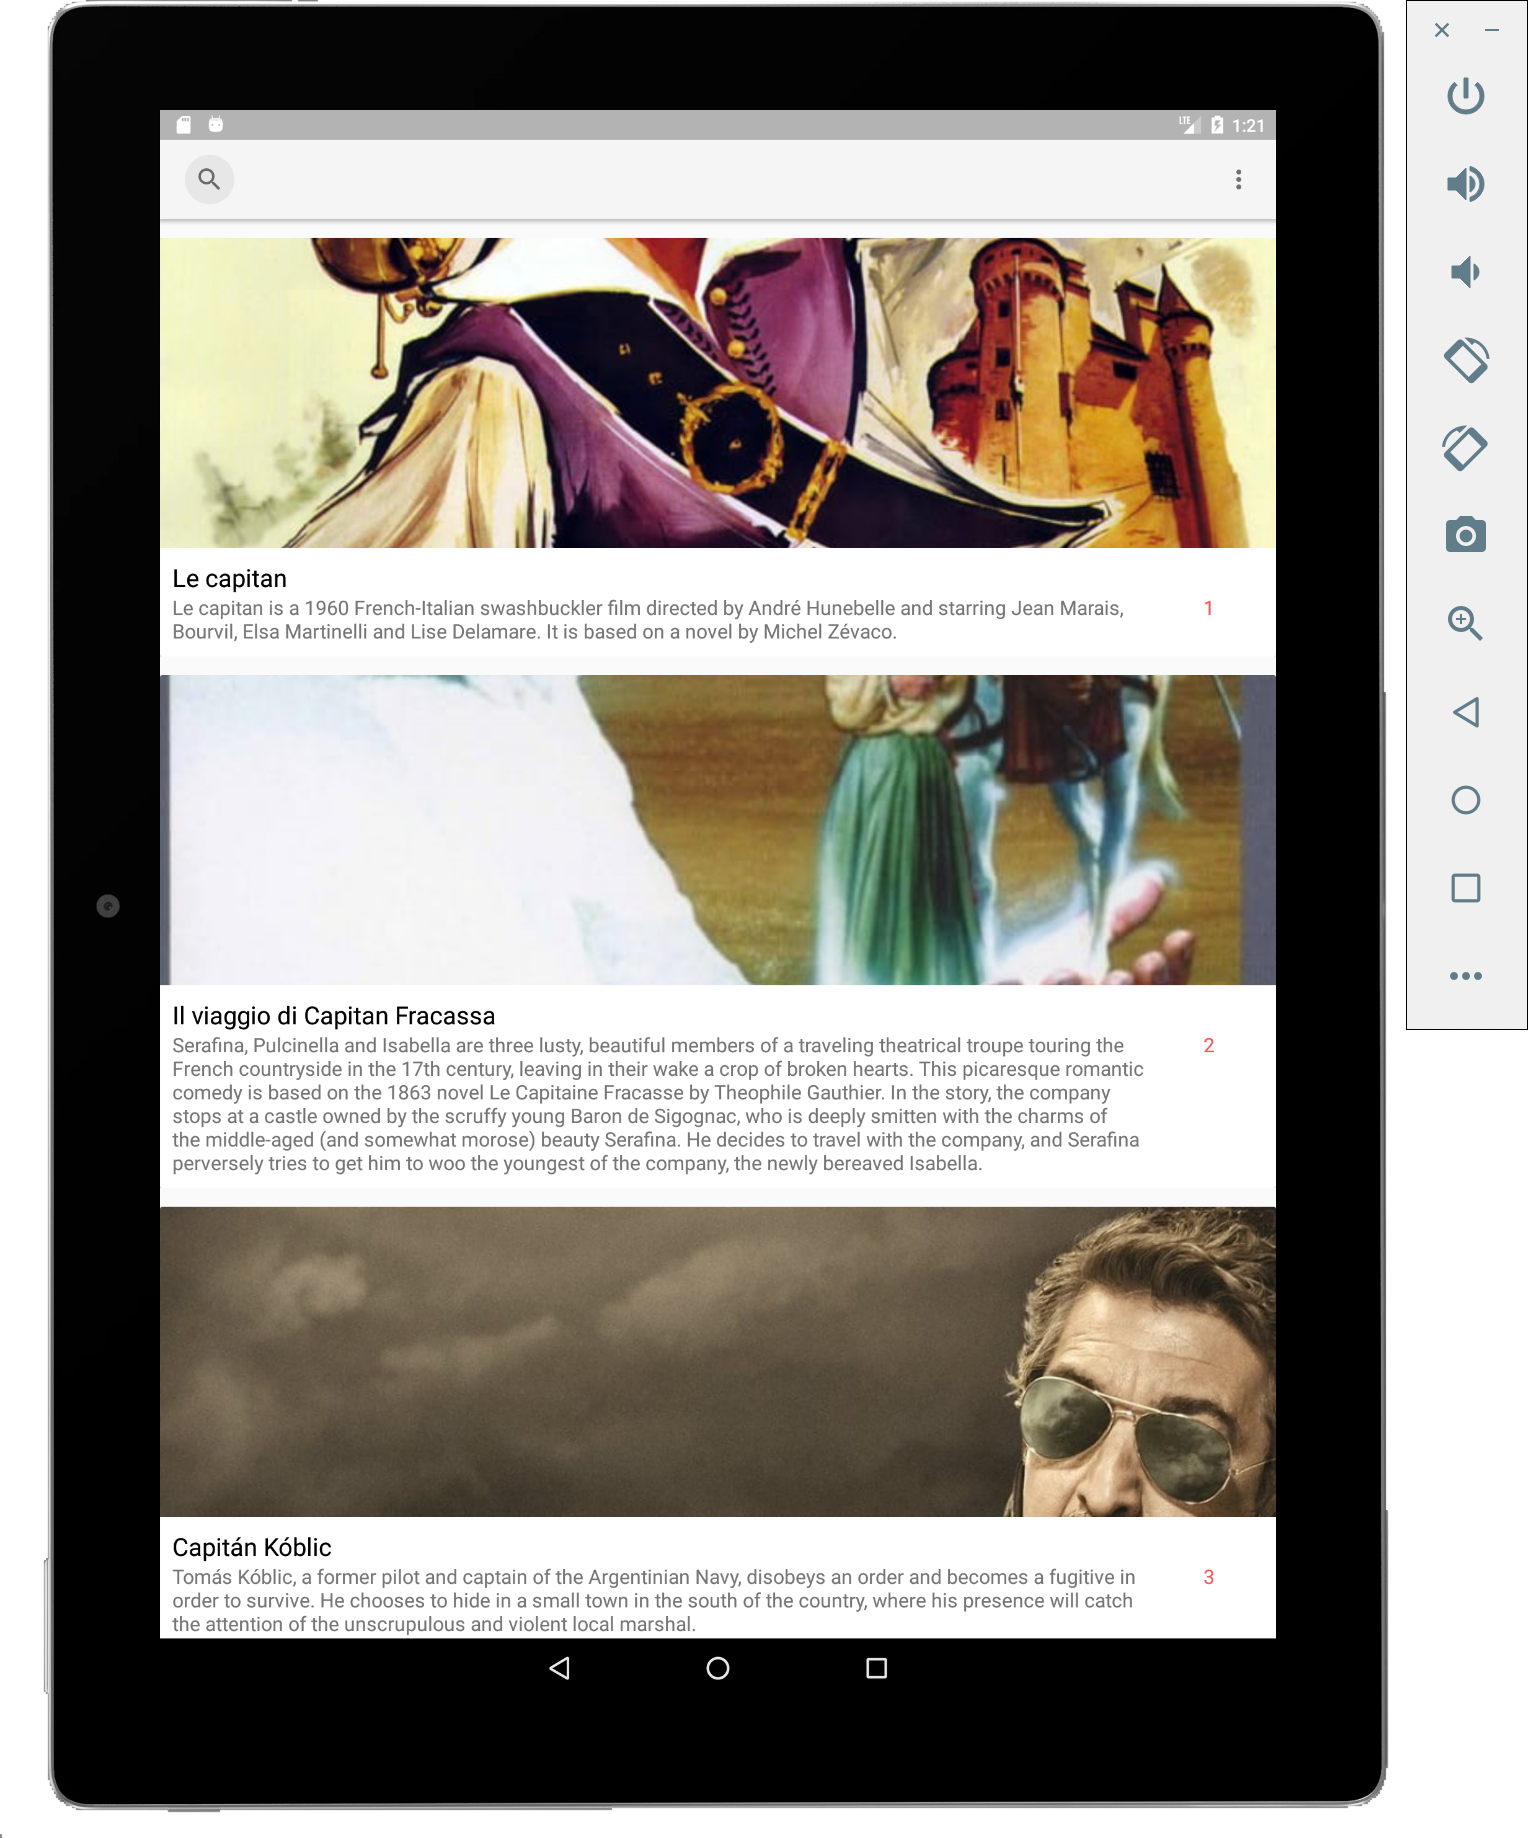 LTE 1:21
Le capitan
Le capitan is a 1960 French-Italian swashbuckler film directed by André Hunebelle and starring Jean Marais,
1
Bourvil, Elsa Martinelli and Lise Delamare. It is based on a novel by Michel Zévaco.
Il viaggio di Capitan Fracassa
Serafina, Pulcinella and Isabella are three lusty, beautiful members of a traveling theatrical troupe touring the
2
French countryside in the 17th century, leaving in their wake a crop of broken hearts. This picaresque romantic
comedy is based on the 1863 novel Le Capitaine Fracasse by Theophile Gauthier. In the story, the company
stops at a castle owned by the scruffy young Baron de Sigognac, who is deeply smitten with the charms of
the middle-aged (and somewhat morose) beauty Serafina. He decides to travel with the company, and Serafina
perversely tries to get him to woo the youngest of the company, the newly bereaved Isabella.
Capitán Kóblic
Tomás Kóblic, a former pilot and captain of the Argentinian Navy, disobeys an order and becomes a fugitive in
3
order to survive. He chooses to hide in a small town in the south of the country, where his presence will catch
the attention of the unscrupulous and violent local marshal.